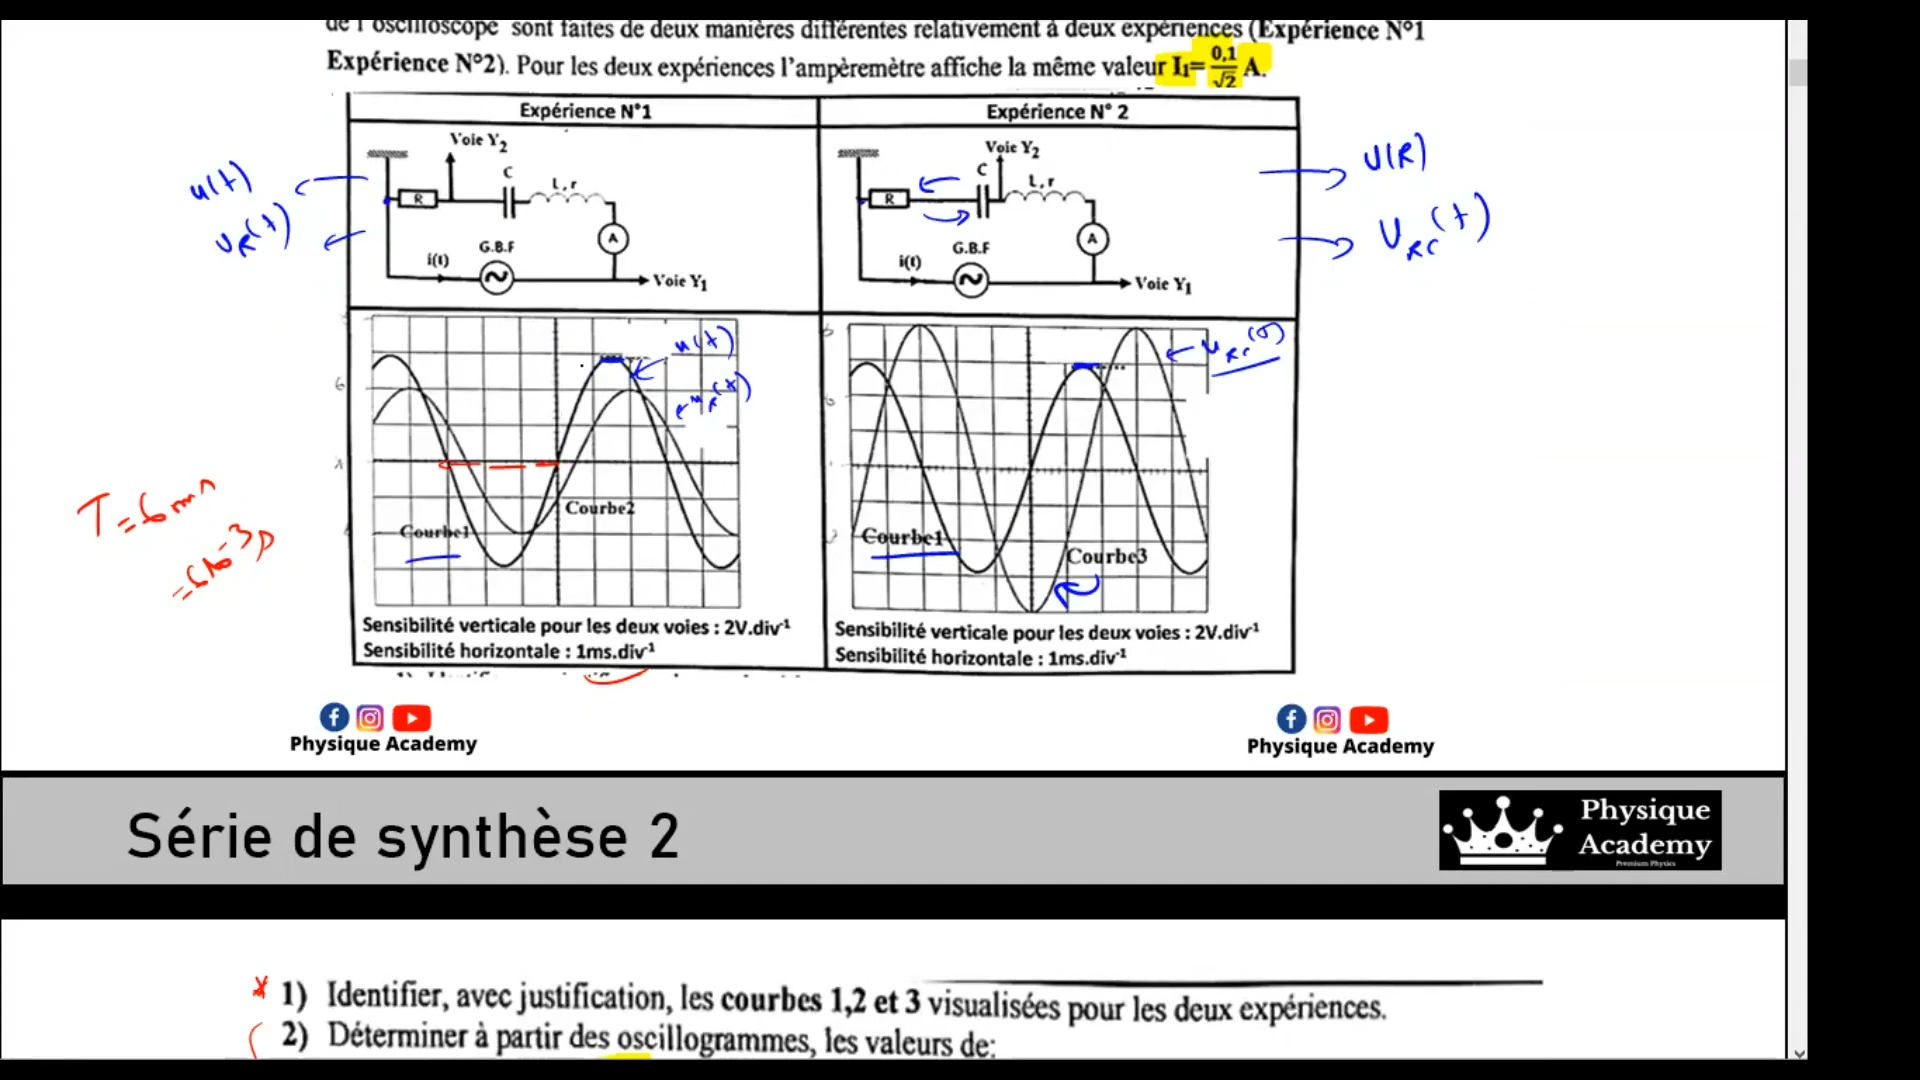 de l'oscilloscope sont faites de deux manières différentes relativement à deux expériences (Expérience N°1
Expérience N°2). Pour les deux expériences l'ampèremètre affiche la même valeur I₁= 0,1/√2 A.
Expérience N°1
Expérience N° 2
Voie Y₂
C
L, r
R
A
G.B.F
i(t)
Voie Y₁
Voie Y₂
C
L, r
R
A
G.B.F
i(t)
Voie Y₁
u(t)
u_R(t)
U(R)
U_RC(t)
u(t)
u_R(t)
Courbe2
Courbe1
T=6 ms
Courbe1
Courbe3
Sensibilité verticale pour les deux voies : 2V.div⁻¹
Sensibilité horizontale : 1ms.div⁻¹
Sensibilité verticale pour les deux voies : 2V.div⁻¹
Sensibilité horizontale : 1ms.div⁻¹
Physique Academy
Physique Academy
Série de synthèse 2
Physique
Academy
Premium Physics
1) Identifier, avec justification, les courbes 1,2 et 3 visualisées pour les deux expériences.
2) Déterminer à partir des oscillogrammes, les valeurs de: